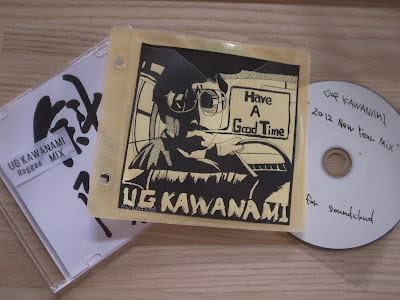 UG KAWANAMI
Reggae MIX
Have
A
Good Time
UG KAWANAMI
UG KAWANAMI
2012 New Year MIX
for soundcloud